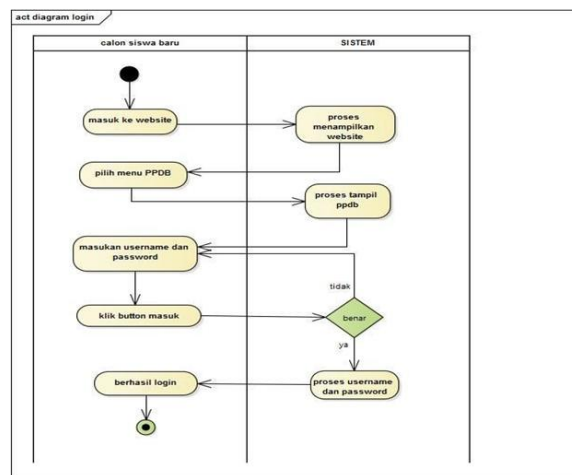 act diagram login
calon siswa baru
SISTEM
masuk ke website
proses
menampilkan
website
pilih menu PPDB
proses tampil
ppdb
masukan username dan
password
tidak
klik button masuk
benar
ya
berhasil login
proses username
dan password